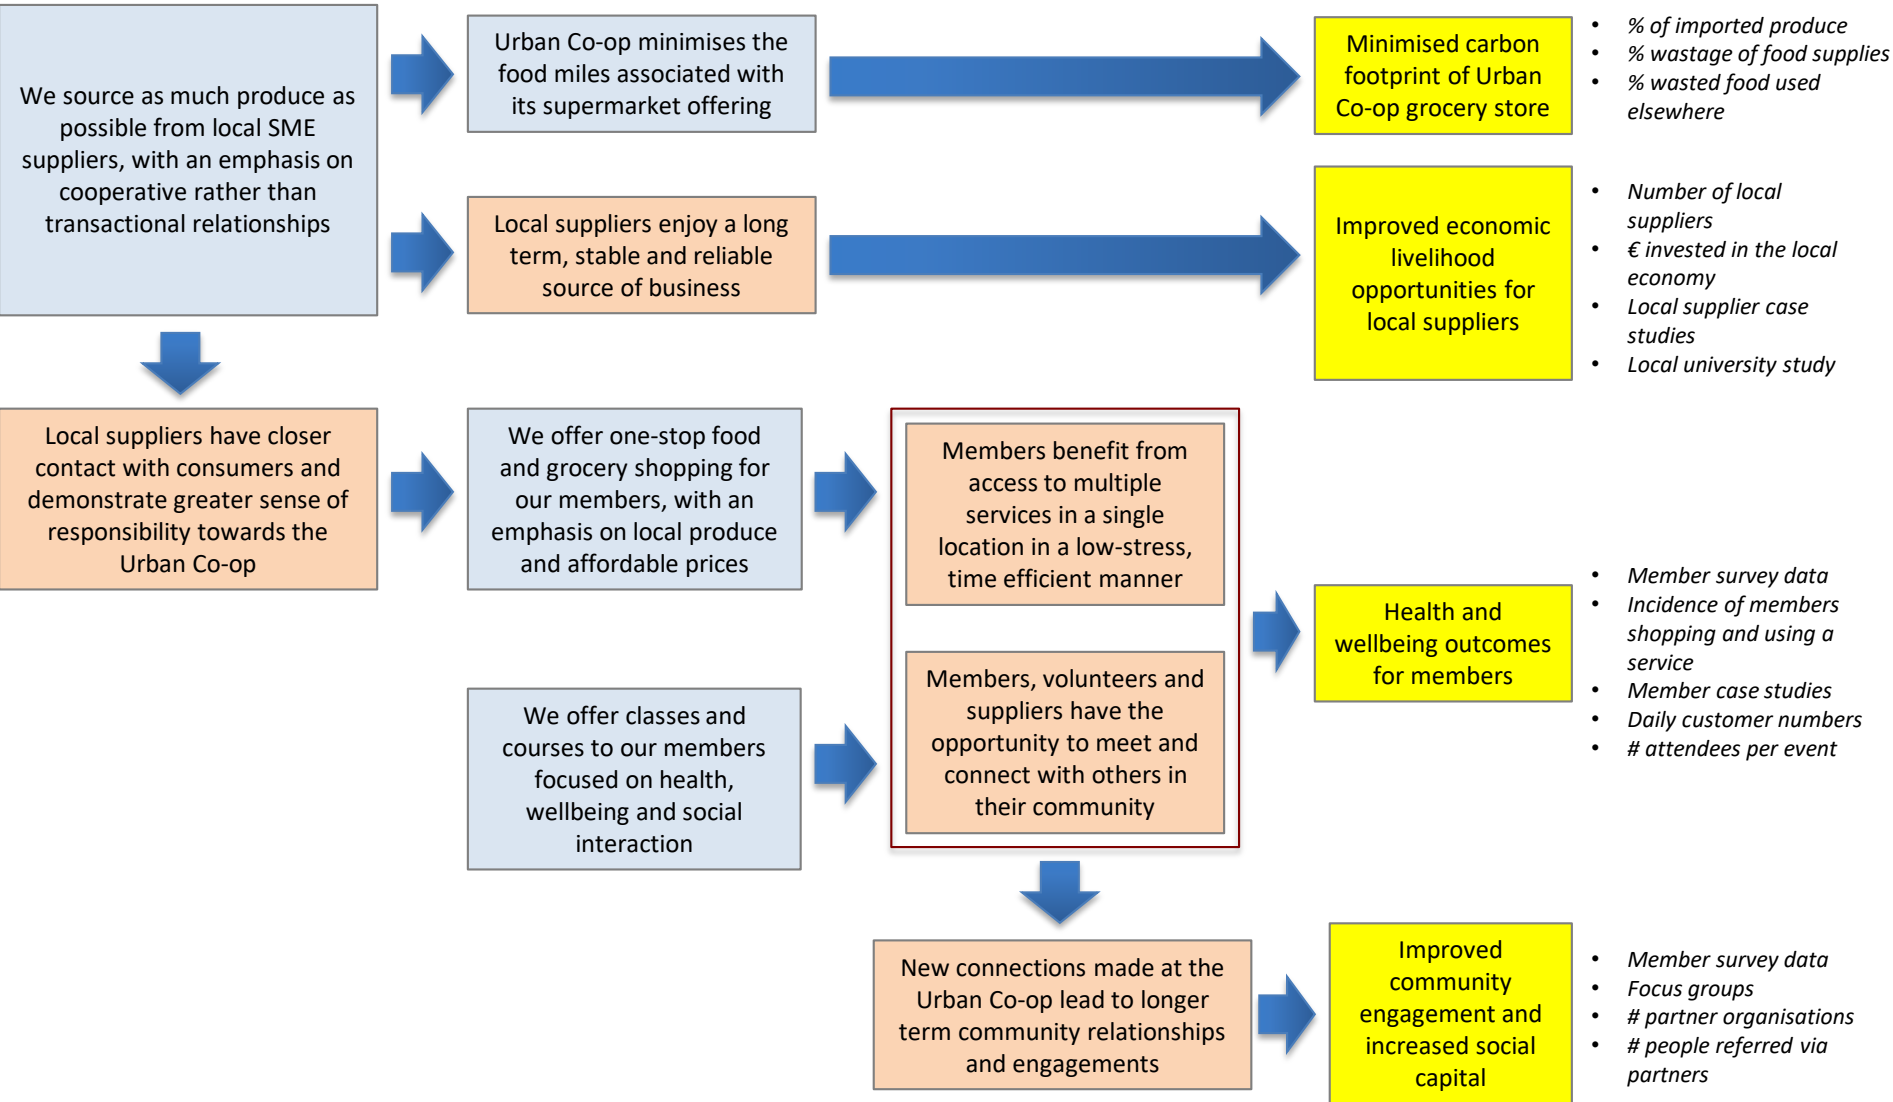 We source as much produce as
possible from local SME
suppliers, with an emphasis on
cooperative rather than
transactional relationships
Urban Co-op minimises the
food miles associated with
its supermarket offering
Minimised carbon
footprint of Urban
Co-op grocery store
• % of imported produce
• % wastage of food supplies
• % wasted food used
elsewhere
Local suppliers enjoy a long
term, stable and reliable
source of business
Improved economic
livelihood
opportunities for
local suppliers
• Number of local
suppliers
• € invested in the local
economy
• Local supplier case
studies
• Local university study
Local suppliers have closer
contact with consumers and
demonstrate greater sense of
responsibility towards the
Urban Co-op
We offer one-stop food
and grocery shopping for
our members, with an
emphasis on local produce
and affordable prices
Members benefit from
access to multiple
services in a single
location in a low-stress,
time efficient manner
We offer classes and
courses to our members
focused on health,
wellbeing and social
interaction
Members, volunteers and
suppliers have the
opportunity to meet and
connect with others in
their community
Health and
wellbeing outcomes
for members
• Member survey data
• Incidence of members
shopping and using a
service
• Member case studies
• Daily customer numbers
• # attendees per event
New connections made at the
Urban Co-op lead to longer
term community relationships
and engagements
Improved
community
engagement and
increased social
capital
• Member survey data
• Focus groups
• # partner organisations
• # people referred via
partners